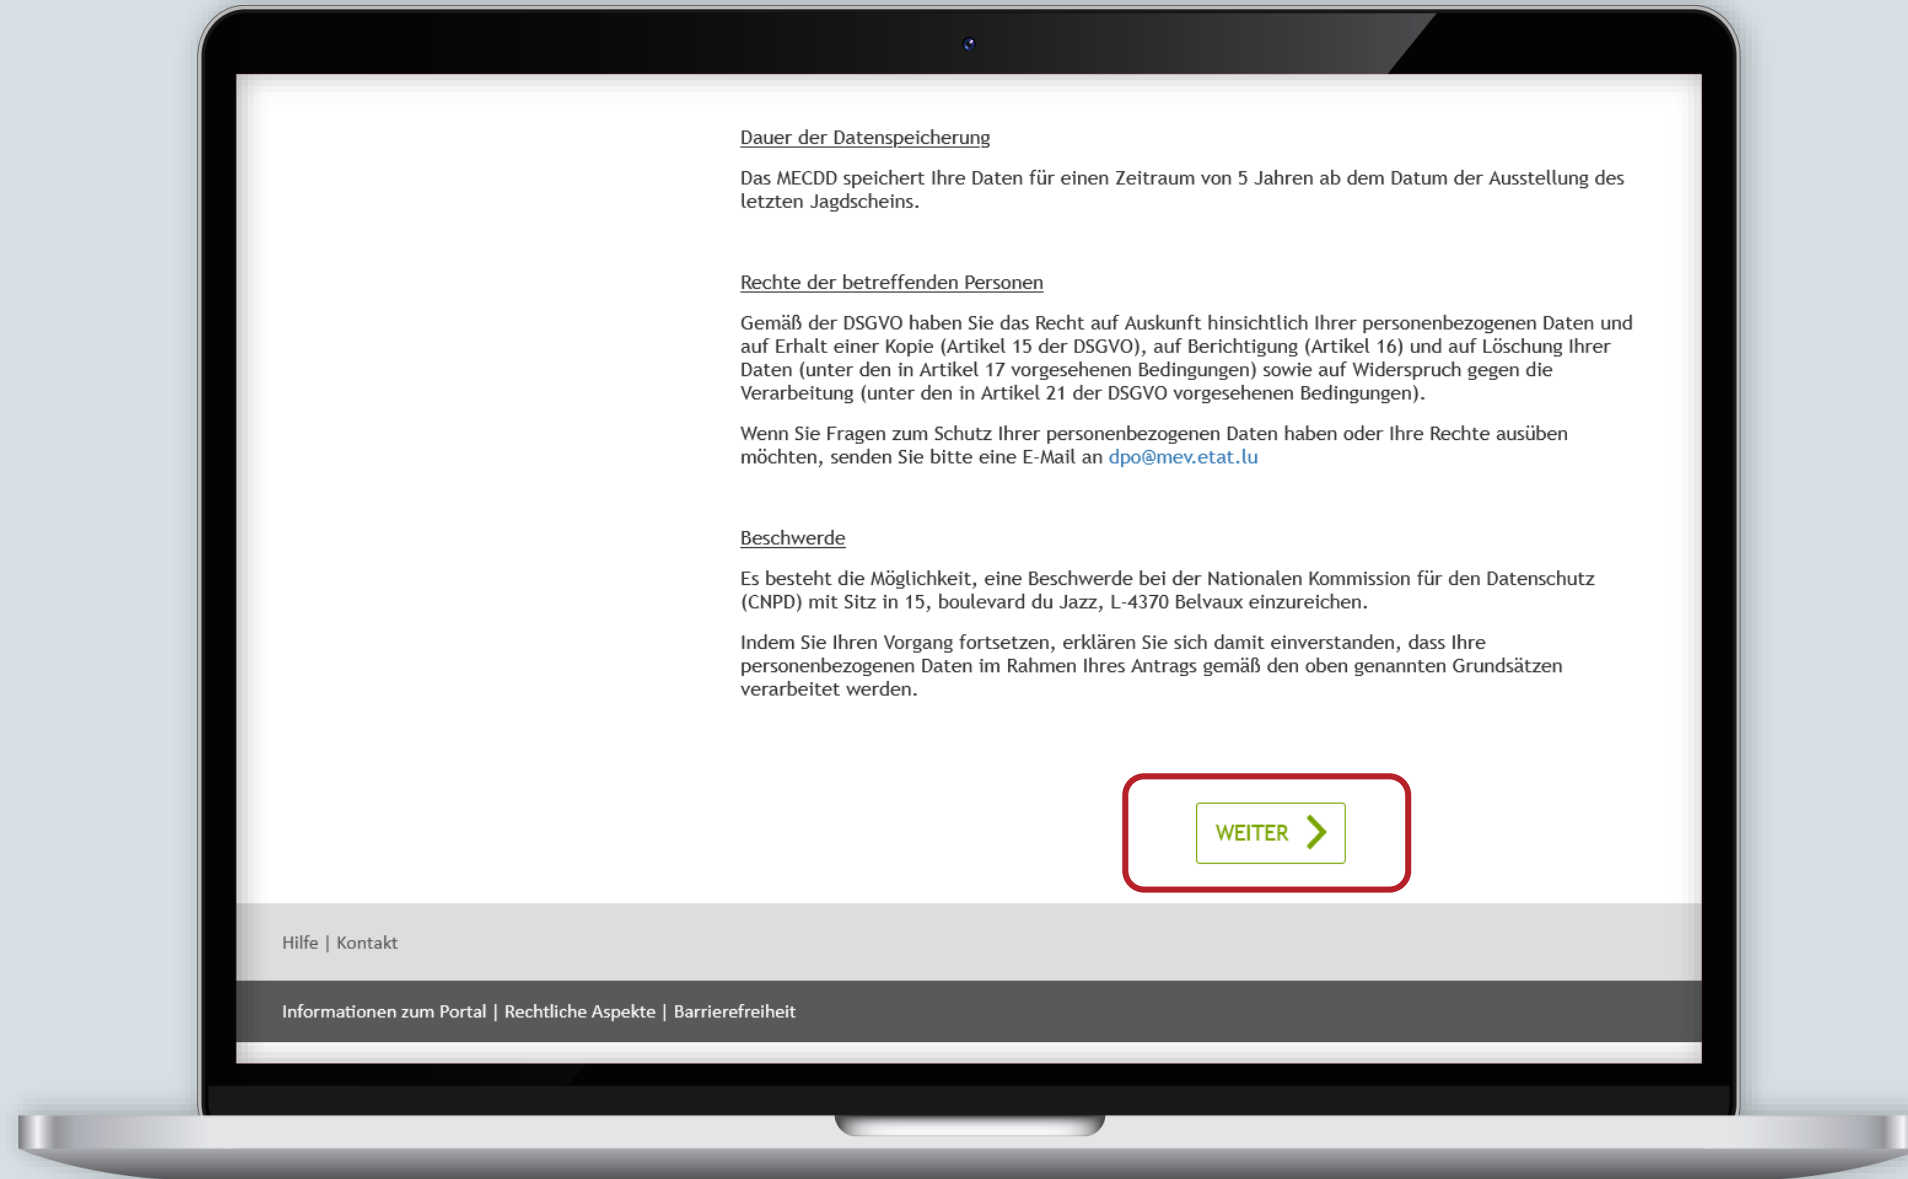 Dauer der Datenspeicherung
Das MECDD speichert Ihre Daten für einen Zeitraum von 5 Jahren ab dem Datum der Ausstellung des
letzten Jagdscheins.
Rechte der betreffenden Personen
Gemäß der DSGVO haben Sie das Recht auf Auskunft hinsichtlich Ihrer personenbezogenen Daten und
auf Erhalt einer Kopie (Artikel 15 der DSGVO), auf Berichtigung (Artikel 16) und auf Löschung Ihrer
Daten (unter den in Artikel 17 vorgesehenen Bedingungen) sowie auf Widerspruch gegen die
Verarbeitung (unter den in Artikel 21 der DSGVO vorgesehenen Bedingungen).
Wenn Sie Fragen zum Schutz Ihrer personenbezogenen Daten haben oder Ihre Rechte ausüben
möchten, senden Sie bitte eine E-Mail an dpo@mev.etat.lu
Beschwerde
Es besteht die Möglichkeit, eine Beschwerde bei der Nationalen Kommission für den Datenschutz
(CNPD) mit Sitz in 15, boulevard du Jazz, L-4370 Belvaux einzureichen.
Indem Sie Ihren Vorgang fortsetzen, erklären Sie sich damit einverstanden, dass Ihre
personenbezogenen Daten im Rahmen Ihres Antrags gemäß den oben genannten Grundsätzen
verarbeitet werden.
WEITER
Hilfe | Kontakt
Informationen zum Portal | Rechtliche Aspekte | Barrierefreiheit